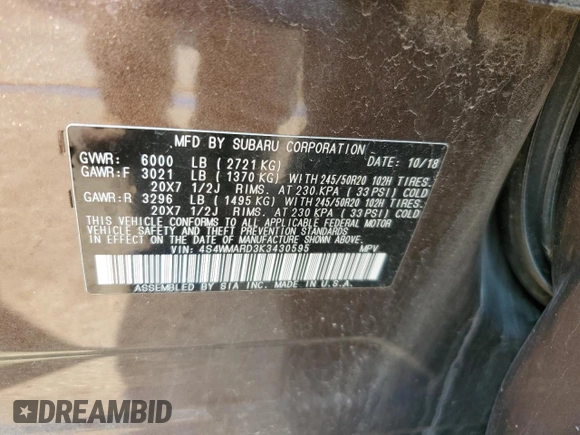 MFD BY SUBARU CORPORATION
GVWR: 6000 LB ( 2721 KG) DATE: 10/18
GAWR:F 3021 LB ( 1370 KG) WITH 245/50R20 102H TIRES.
20X7 1/2J RIMS. AT 230 KPA ( 33 PSI) COLD
GAWR:R 3296 LB ( 1495 KG) WITH 245/50R20 102H TIRES.
20X7 1/2J RIMS. AT 230 KPA ( 33 PSI) COLD
THIS VEHICLE CONFORMS TO ALL APPLICABLE FEDERAL MOTOR
VEHICLE SAFETY AND THEFT PREVENTION STANDARDS
IN EFFECT ON THE DATE OF MANUFACTURE SHOWN ABOVE.
VIN: 4S4WMARD3K3430595 MPV
ASSEMBLED BY SIA INC. MADE IN U.S.A.
DREAMBID